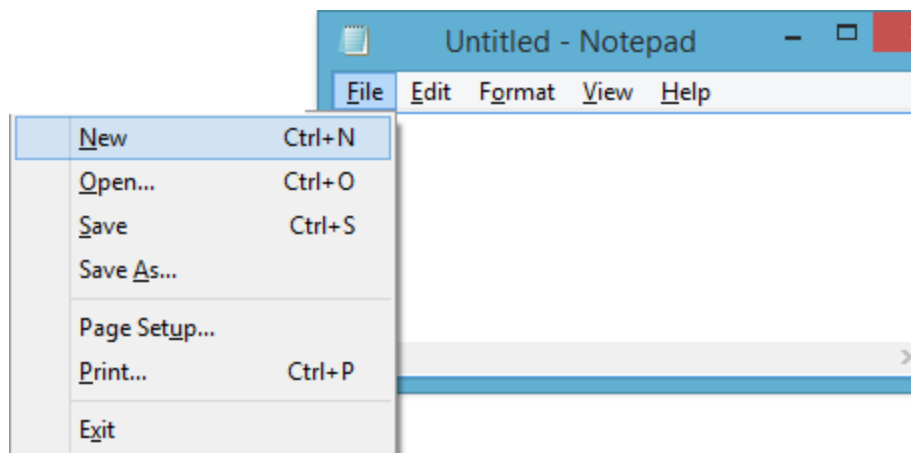 Untitled - Notepad
File Edit Format View Help
New Ctrl+N
Open... Ctrl+O
Save Ctrl+S
Save As...
Page Setup...
Print... Ctrl+P
Exit